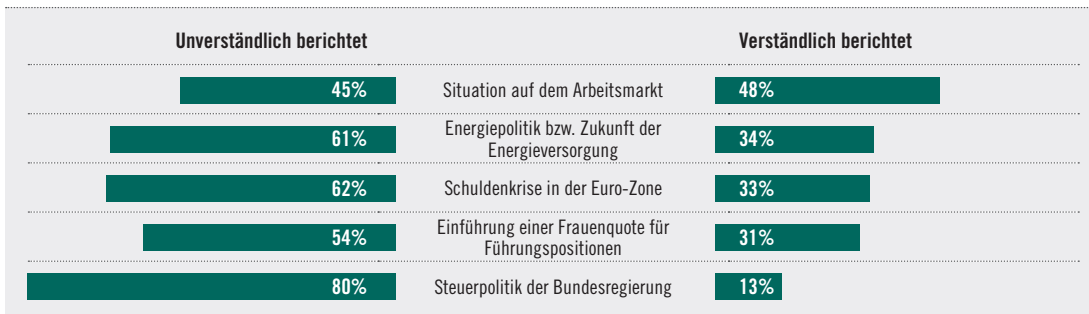 Unverständlich berichtet
Verständlich berichtet
45%
Situation auf dem Arbeitsmarkt
48%
61%
Energiepolitik bzw. Zukunft der
Energieversorgung
34%
62%
Schuldenkrise in der Euro-Zone
33%
54%
Einführung einer Frauenquote für
Führungspositionen
31%
80%
Steuerpolitik der Bundesregierung
13%